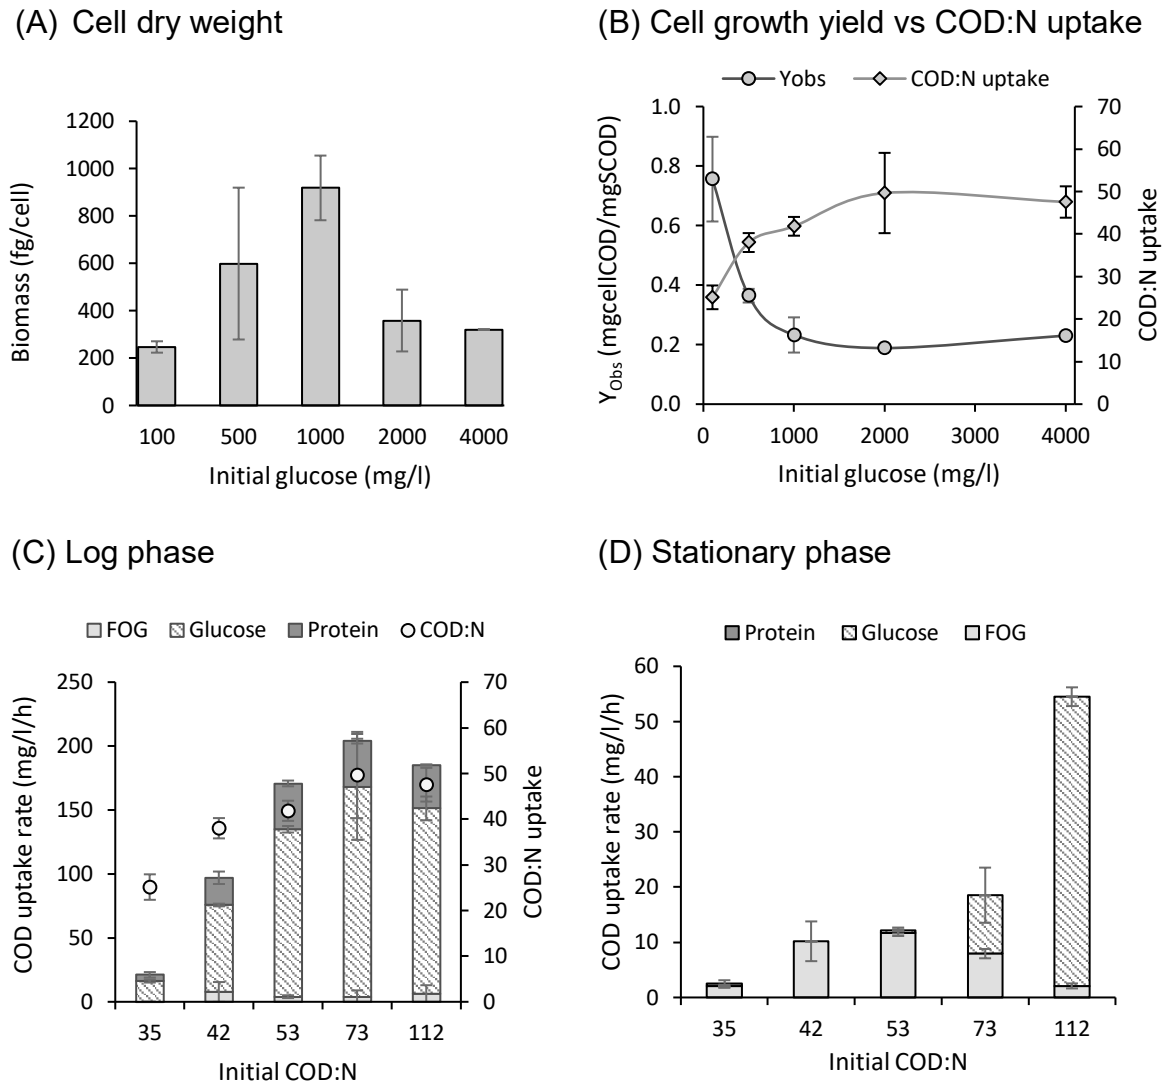 (A) Cell dry weight
Biomass (fg/cell)
1200
1000
800
600
400
200
0
100 500 1000 2000 4000
Initial glucose (mg/l)
(B) Cell growth yield vs COD:N uptake
Yobs COD:N uptake
YObs (mgcellCOD/mgSCOD)
1.0
0.8
0.6
0.4
0.2
0.0
70
60
50
40
30
20
10
0
COD:N uptake
0 1000 2000 3000 4000
Initial glucose (mg/l)
(C) Log phase
FOG Glucose Protein COD:N
COD uptake rate (mg/l/h)
250
200
150
100
50
0
70
60
50
40
30
20
10
0
COD:N uptake
35 42 53 73 112
Initial COD:N
(D) Stationary phase
Protein Glucose FOG
COD uptake rate (mg/l/h)
60
50
40
30
20
10
0
35 42 53 73 112
Initial COD:N